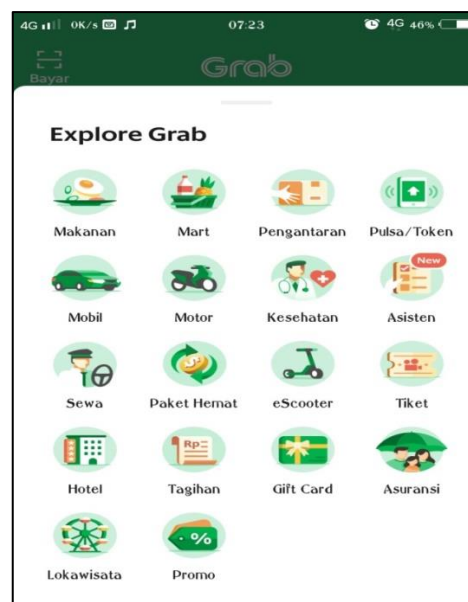 4G 0K/s 07:23 4G 46%
Bayar Grab
Explore Grab
Makanan Mart Pengantaran Pulsa/Token
New
Mobil Motor Kesehatan Asisten
Sewa Paket Hemat eScooter Tiket
Rp
Hotel Tagihan Gift Card Asuransi
%
Lokawisata Promo